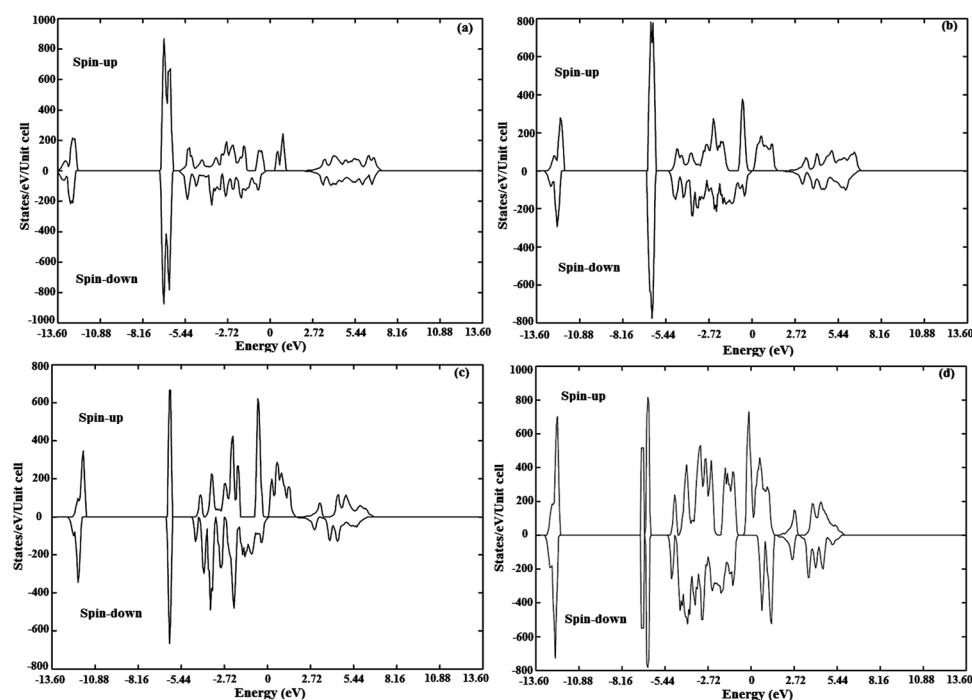 1000
(a)
800
Spin-up
600
400
200
0
-200
-400
-600
Spin-down
-800
-1000
-13.60 -10.88 -8.16 -5.44 -2.72 0 2.72 5.44 8.16 10.88 13.60
Energy (eV)
States/eV/Unit cell
800
(b)
600
Spin-up
400
200
0
-200
-400
Spin-down
-600
-800
-13.60 -10.88 -8.16 -5.44 -2.72 0 2.72 5.44 8.16 10.88 13.60
Energy (eV)
States/eV/Unit cell
800
(c)
600
Spin-up
400
200
0
-200
-400
Spin-down
-600
-800
-13.60 -10.88 -8.16 -5.44 -2.72 0 2.72 5.44 8.16 10.88 13.60
Energy (eV)
States/eV/Unit cell
1000
(d)
800
Spin-up
600
400
200
0
-200
-400
Spin-down
-600
-800
-13.60 -10.88 -8.16 -5.44 -2.72 0 2.72 5.44 8.16 10.88 13.60
Energy (eV)
States/eV/Unit cell